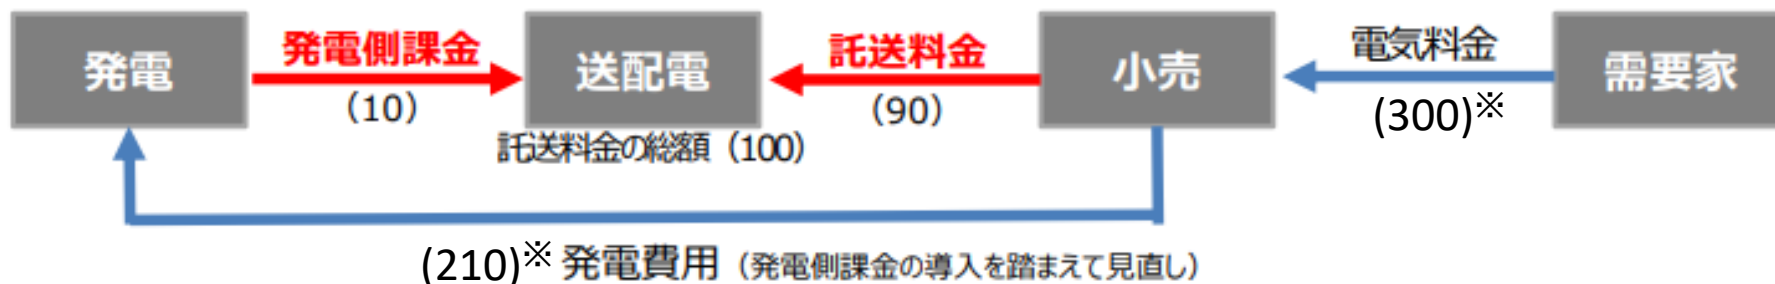 発電
発電側課金
(10)
送配電
託送料金の総額(100)
託送料金
(90)
小売
電気料金
(300)※
需要家
(210)※ 発電費用(発電側課金の導入を踏まえて見直し)